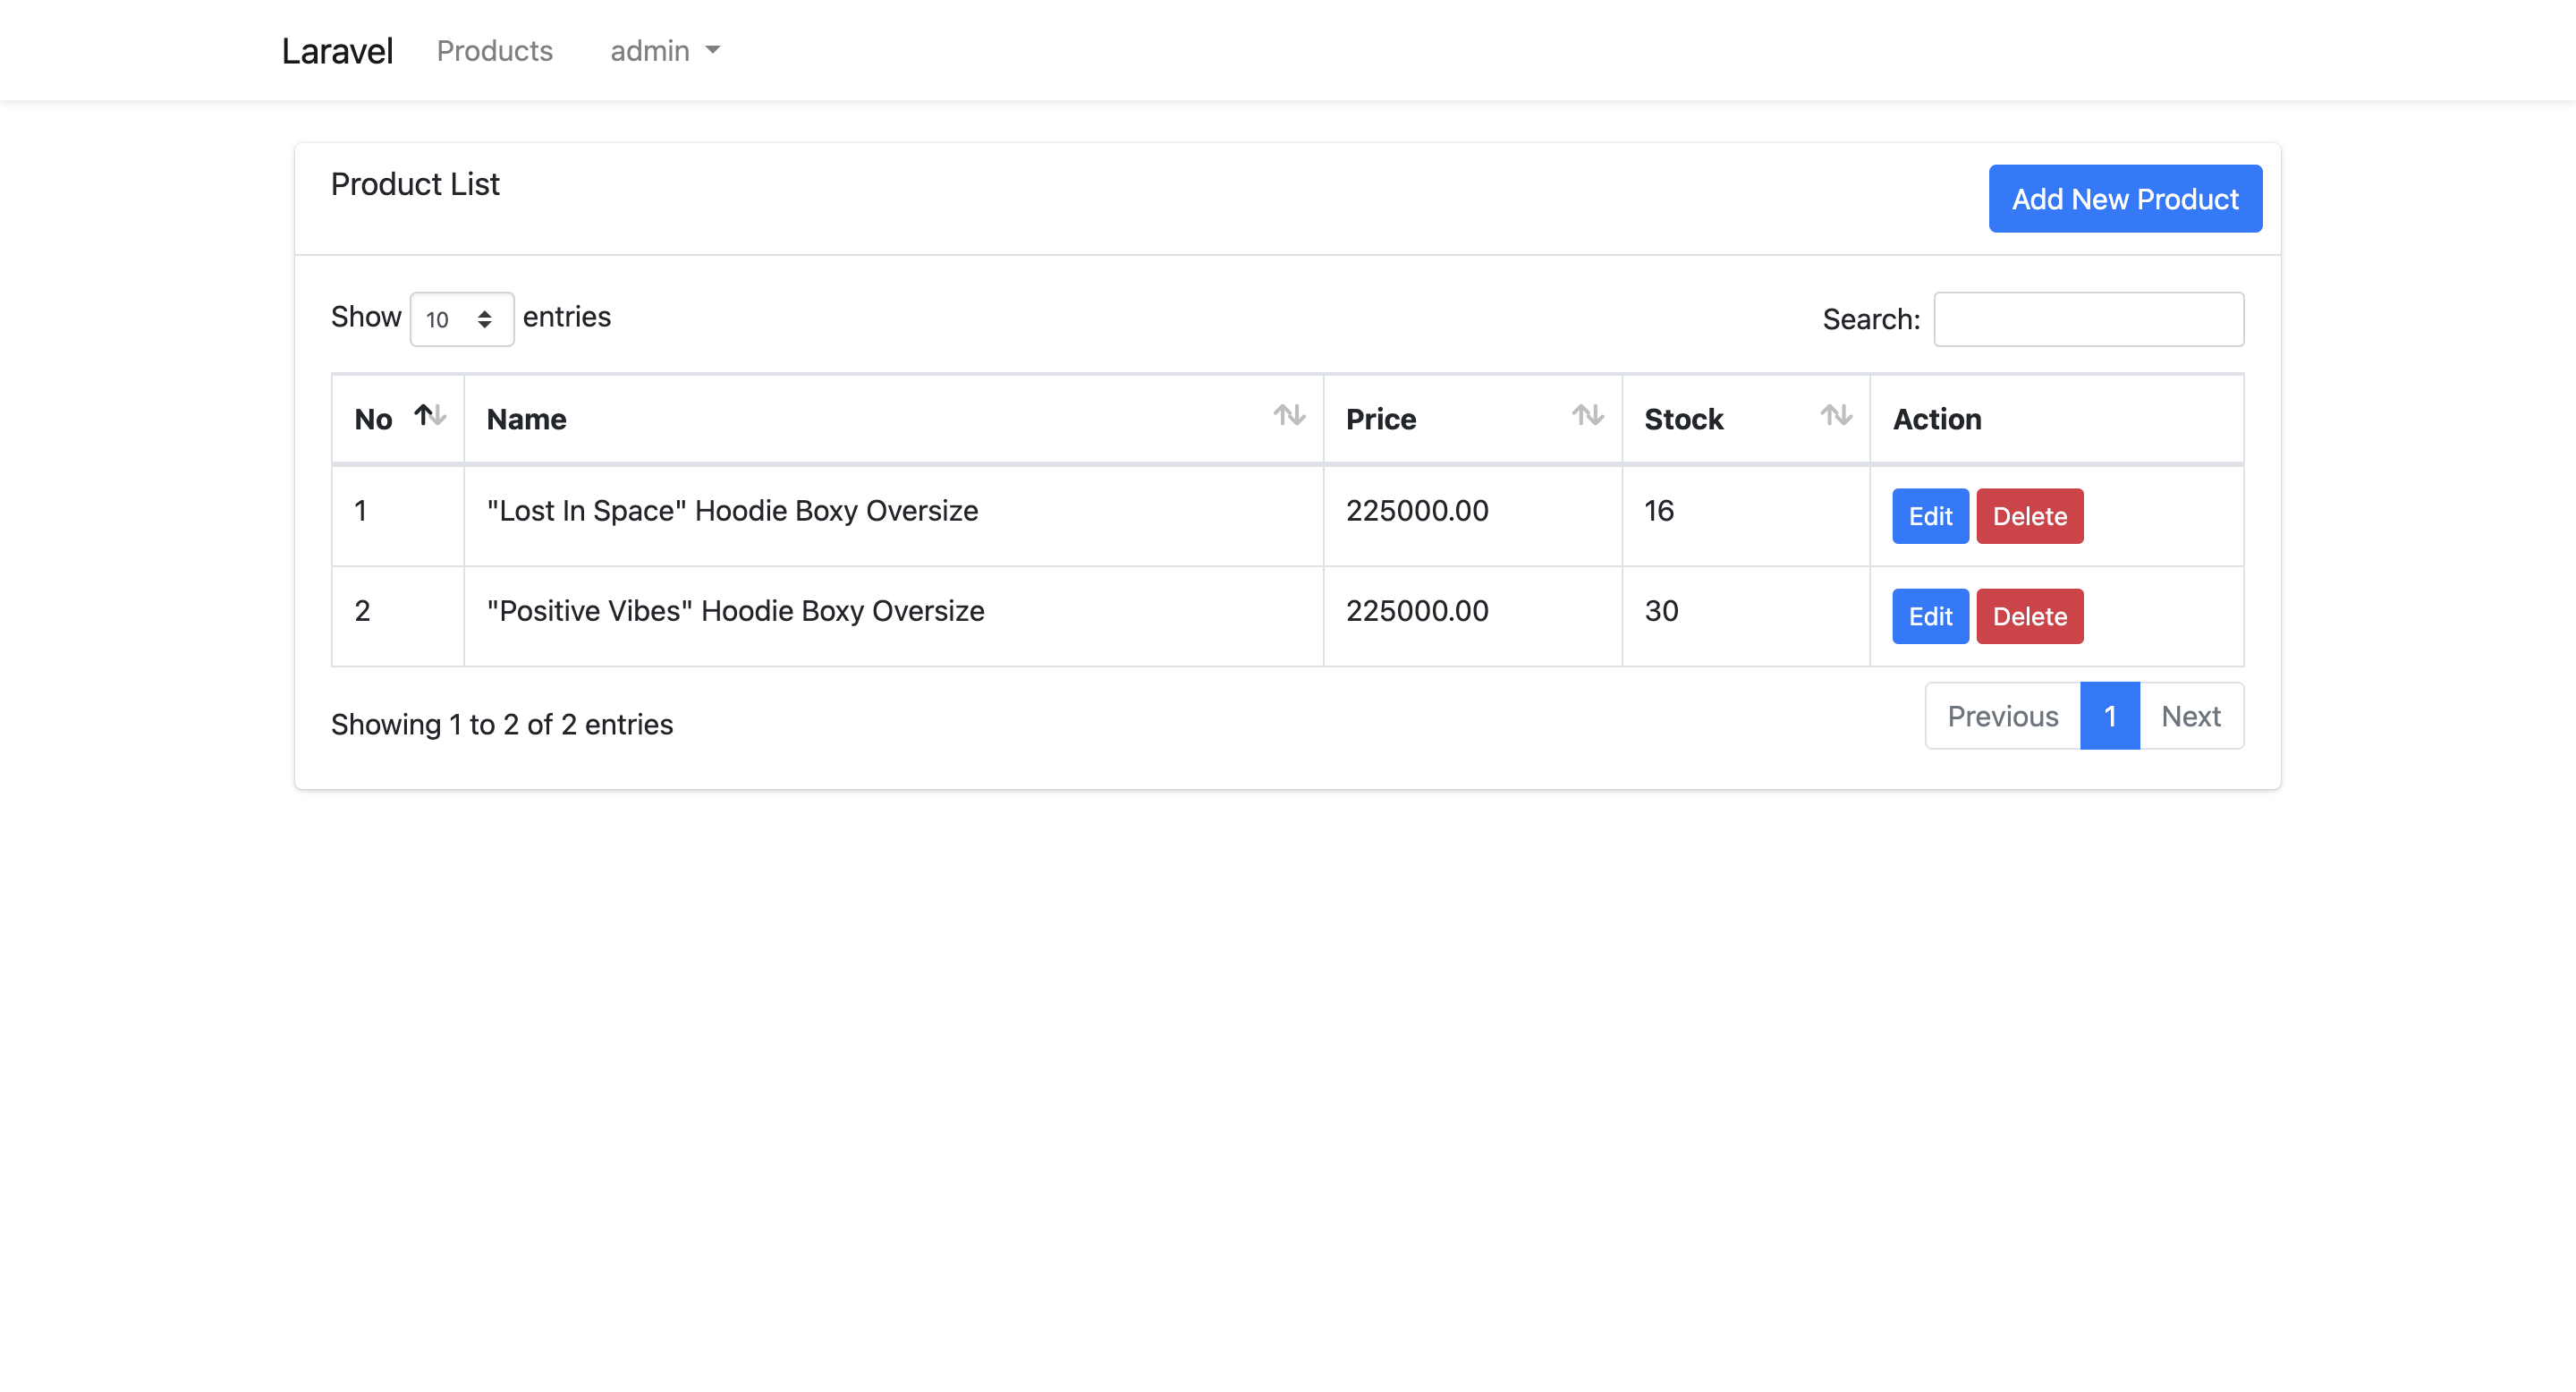 Laravel Products admin
Product List
Add New Product
Show 10 entries
Search:
No Name Price Stock Action
1 "Lost In Space" Hoodie Boxy Oversize 225000.00 16 Edit Delete
2 "Positive Vibes" Hoodie Boxy Oversize 225000.00 30 Edit Delete
Showing 1 to 2 of 2 entries
Previous 1 Next